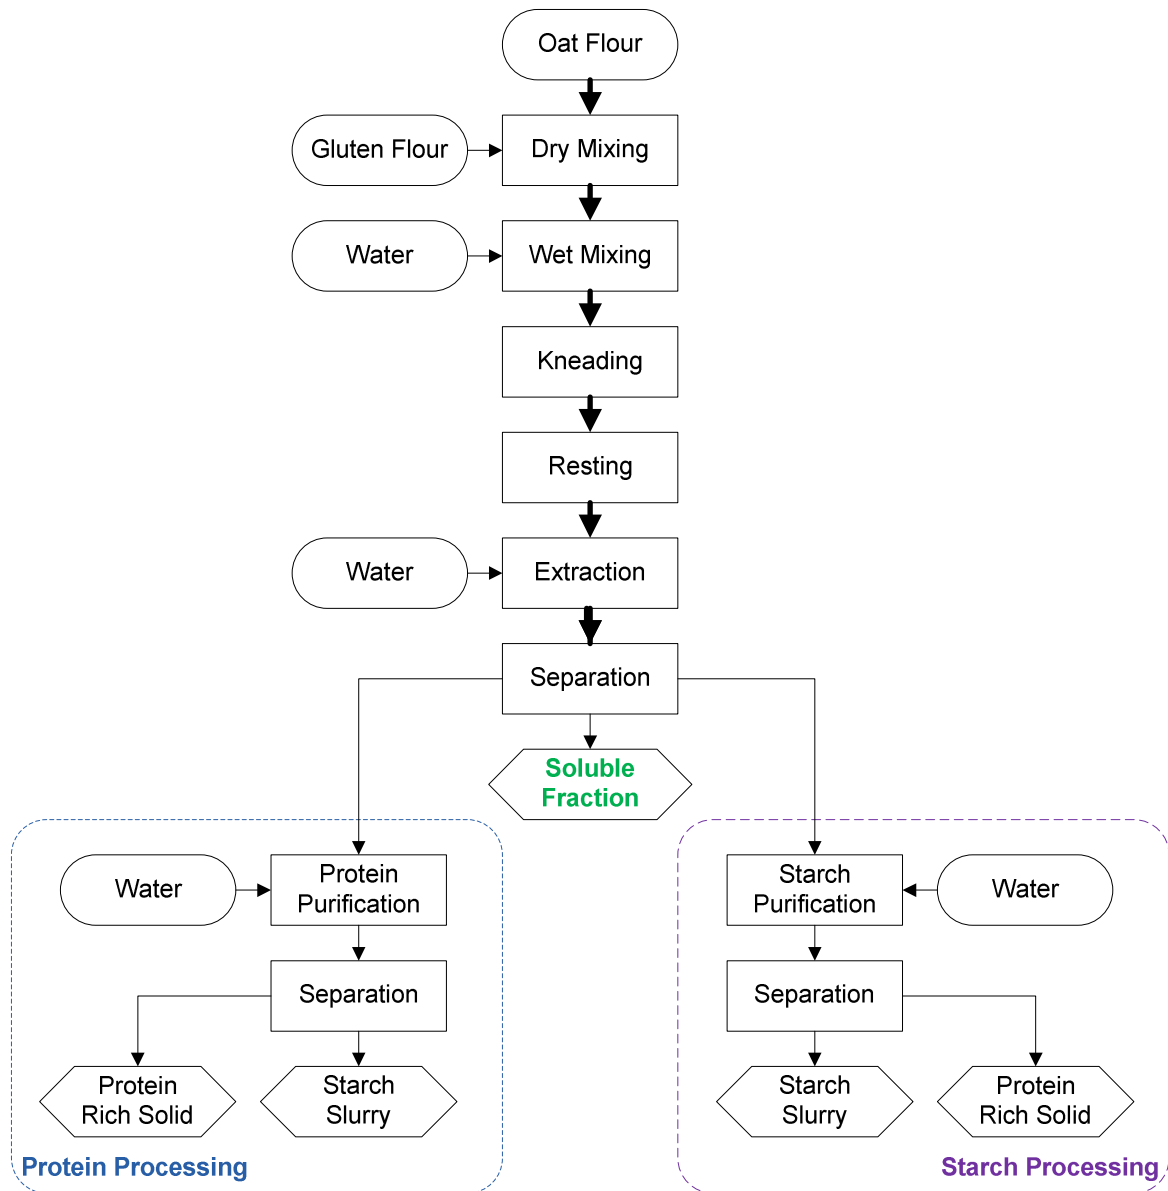 Oat Flour
Gluten Flour
Dry Mixing
Water
Wet Mixing
Kneading
Resting
Water
Extraction
Separation
Soluble
Fraction
Water
Protein
Purification
Separation
Protein
Rich Solid
Starch
Slurry
Protein Processing
Starch
Purification
Water
Separation
Starch
Slurry
Protein
Rich Solid
Starch Processing